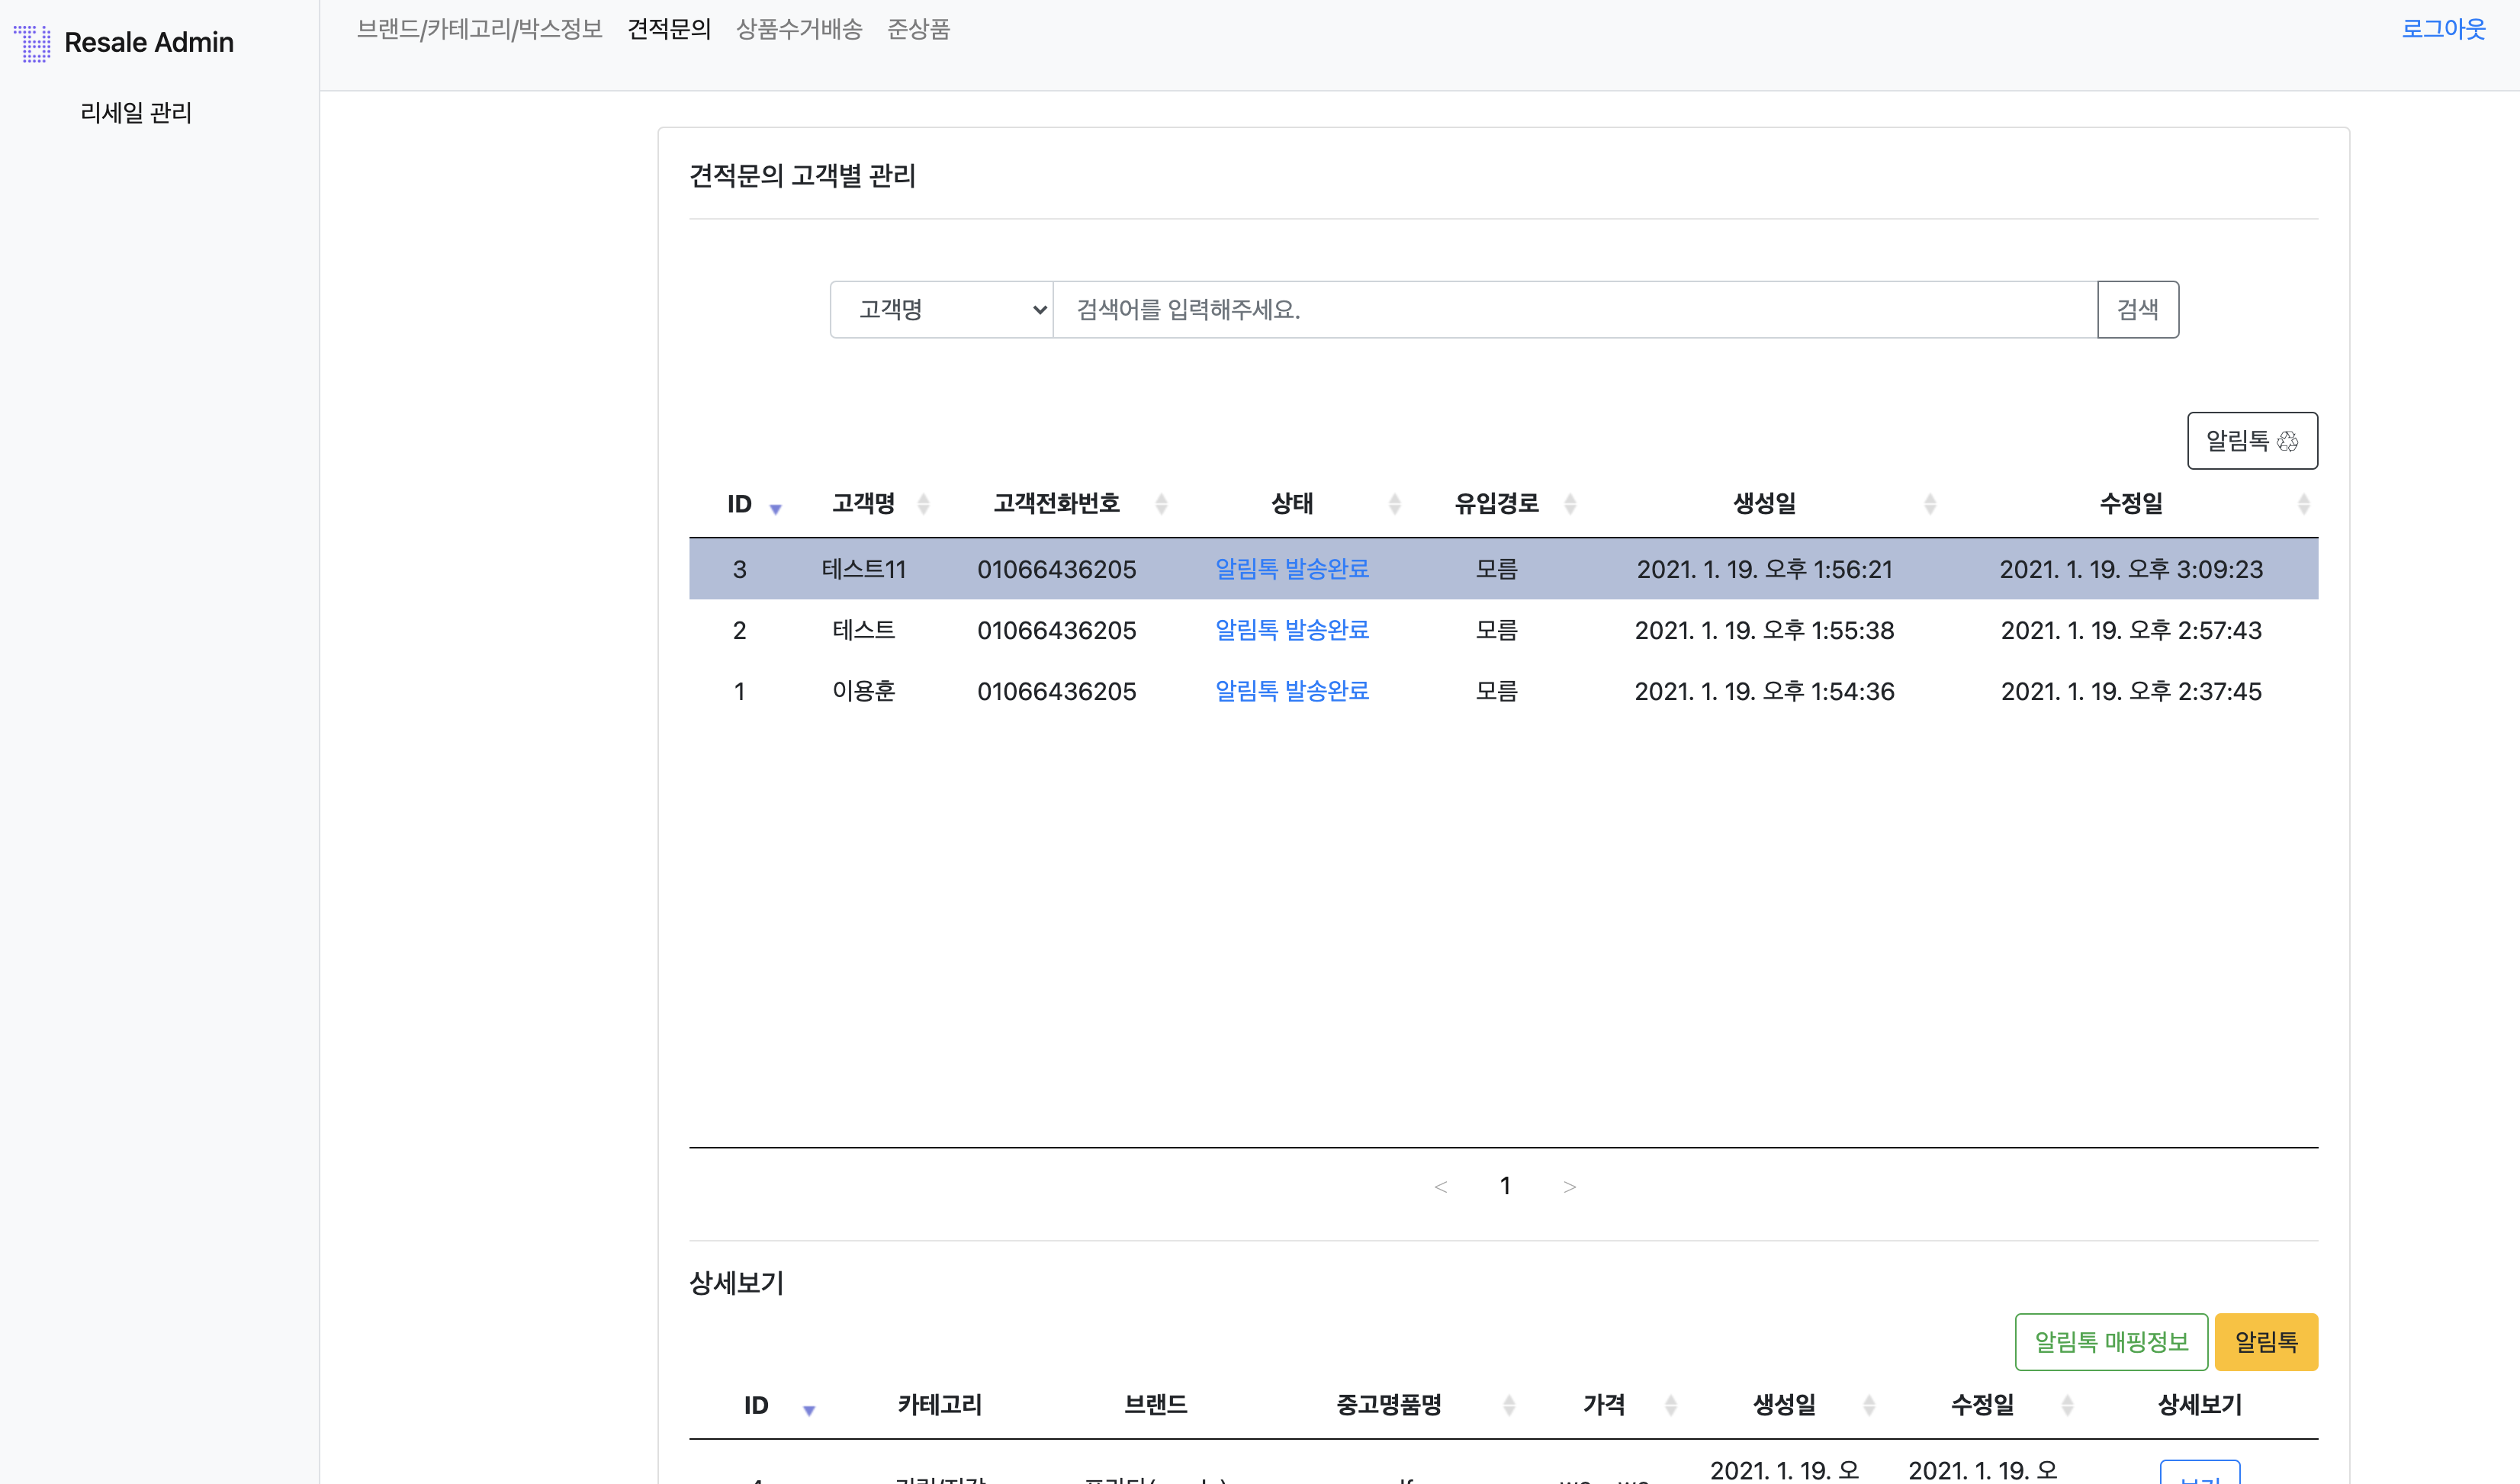 Resale Admin
리세일 관리
브랜드/카테고리/박스정보 견적문의 상품수거배송 준상품 로그아웃
견적문의 고객별 관리
고객명 검색어를 입력해주세요. 검색
알림톡 ♲
ID 고객명 고객전화번호 상태 유입경로 생성일 수정일
3 테스트11 01066436205 알림톡 발송완료 모름 2021. 1. 19. 오후 1:56:21 2021. 1. 19. 오후 3:09:23
2 테스트 01066436205 알림톡 발송완료 모름 2021. 1. 19. 오후 1:55:38 2021. 1. 19. 오후 2:57:43
1 이용훈 01066436205 알림톡 발송완료 모름 2021. 1. 19. 오후 1:54:36 2021. 1. 19. 오후 2:37:45
< 1 >
상세보기
알림톡 매핑정보 알림톡
ID 카테고리 브랜드 중고명품명 가격 생성일 수정일 상세보기
2021. 1. 19. 오 2021. 1. 19. 오